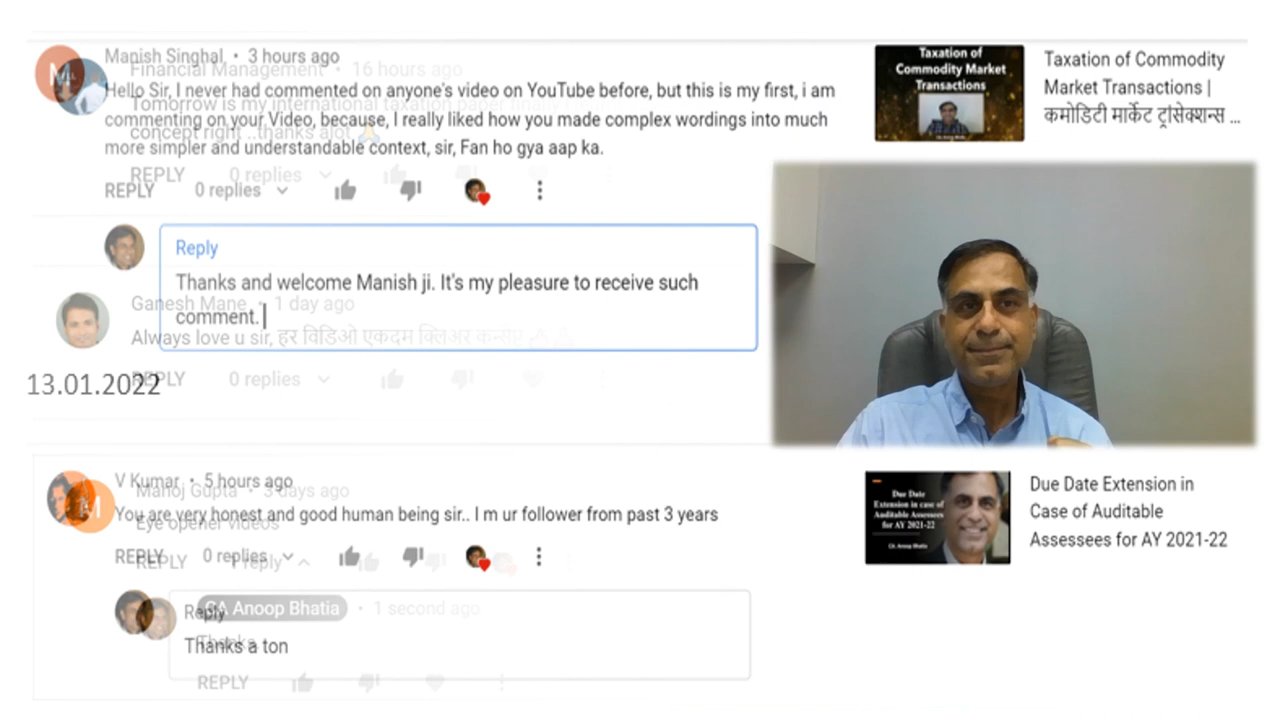 Manish Singhal • 3 hours ago
Financial Management • 16 hours ago
Hello Sir, I never had commented on anyone's video on YouTube before, but this is my first, i am
Tomorrow is my international taxation paper finally
commenting on your Video, because, I really liked how you made complex wordings into much
concept right ..thanks alot 🙏
more simpler and understandable context, sir, Fan ho gya aap ka.
REPLY 0 replies
REPLY 0 replies
Reply
Thanks and welcome Manish ji. It's my pleasure to receive such
comment.
Ganesh Mane • 1 day ago
Always love u sir, हर विडिओ एकदम क्लिअर कन्सेप्ट
REPLY 0 replies
13.01.2022
V Kumar • 5 hours ago
Manoj Gupta • 3 days ago
You are very honest and good human being sir.. I m ur follower from past 3 years
Eye opener videos
REPLY 0 replies
REPLY 1 reply
Reply
CA Anoop Bhatia • 1 second ago
Thanks a ton
Thanks
REPLY
Taxation of
Commodity Market
Transactions
Taxation of Commodity
Market Transactions |
कमोडिटी मार्केट ट्रांसेक्शन्स ...
Due Date
Extension in case of
Auditable Assessees
for AY 2021-22
CA Anoop Bhatia
Due Date Extension in
Case of Auditable
Assessees for AY 2021-22